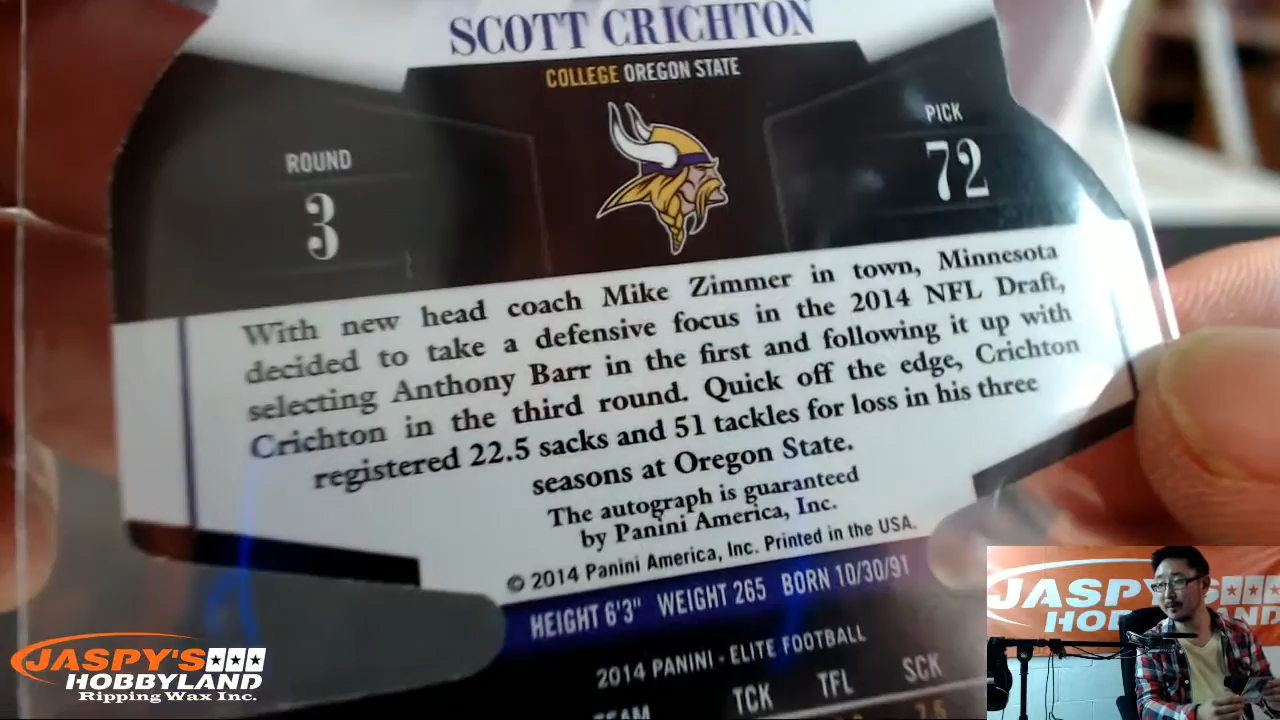 SCOTT CRICHTON
COLLEGE OREGON STATE
ROUND
3
PICK
72
With new head coach Mike Zimmer in town, Minnesota
decided to take a defensive focus in the 2014 NFL Draft,
selecting Anthony Barr in the first and following it up with
Crichton in the third round. Quick off the edge, Crichton
registered 22.5 sacks and 51 tackles for loss in his three
seasons at Oregon State.
The autograph is guaranteed
by Panini America, Inc.
© 2014 Panini America, Inc. Printed in the USA.
HEIGHT 6'3" WEIGHT 265 BORN 10/30/91
2014 PANINI - ELITE FOOTBALL
TEAM TCK TFL SCK
JASPY'S
HOBBYLAND
Ripping Wax Inc.
JASPY'S
HOBBYLAND